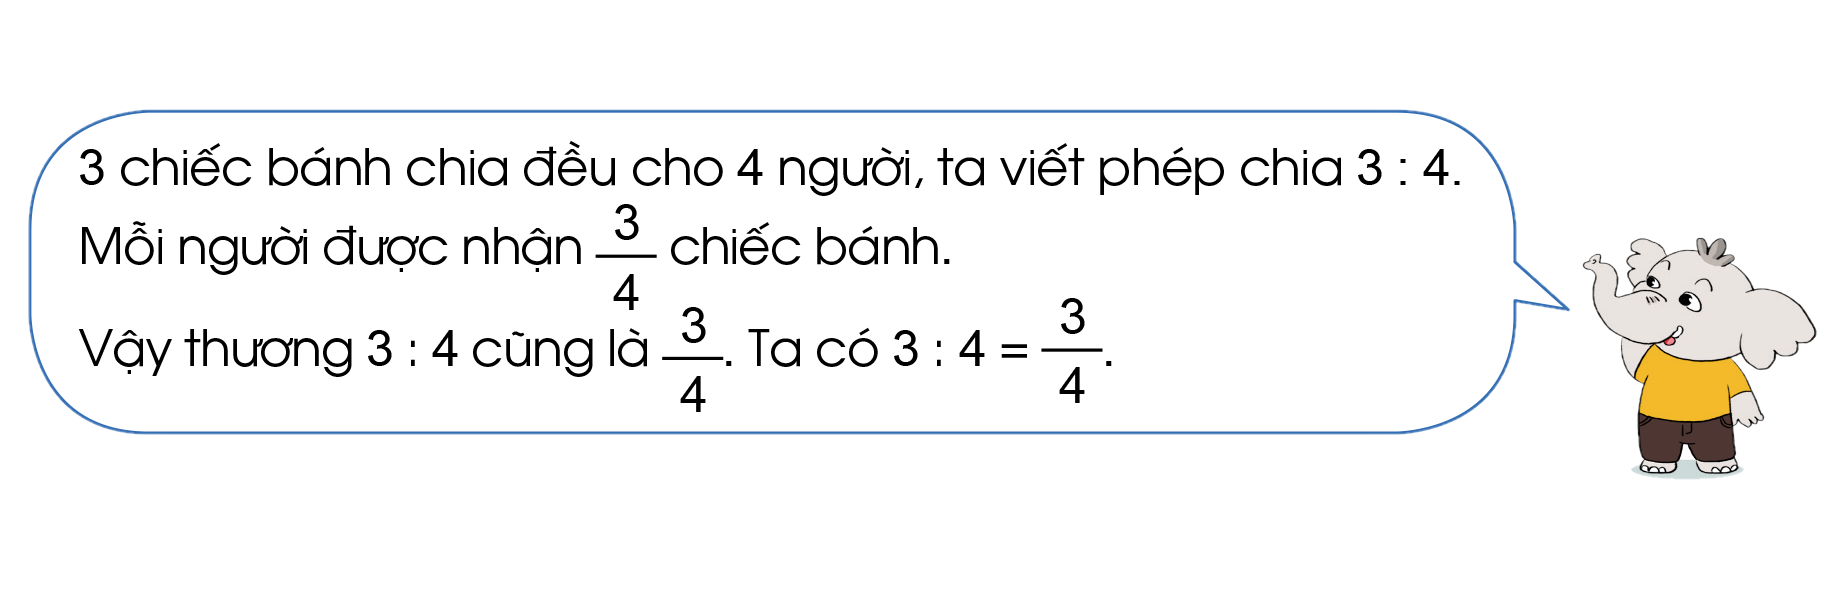 3 chiếc bánh chia đều cho 4 người, ta viết phép chia 3 : 4.
Mỗi người được nhận 3/4 chiếc bánh.
Vậy thương 3 : 4 cũng là 3/4. Ta có 3 : 4 = 3/4.